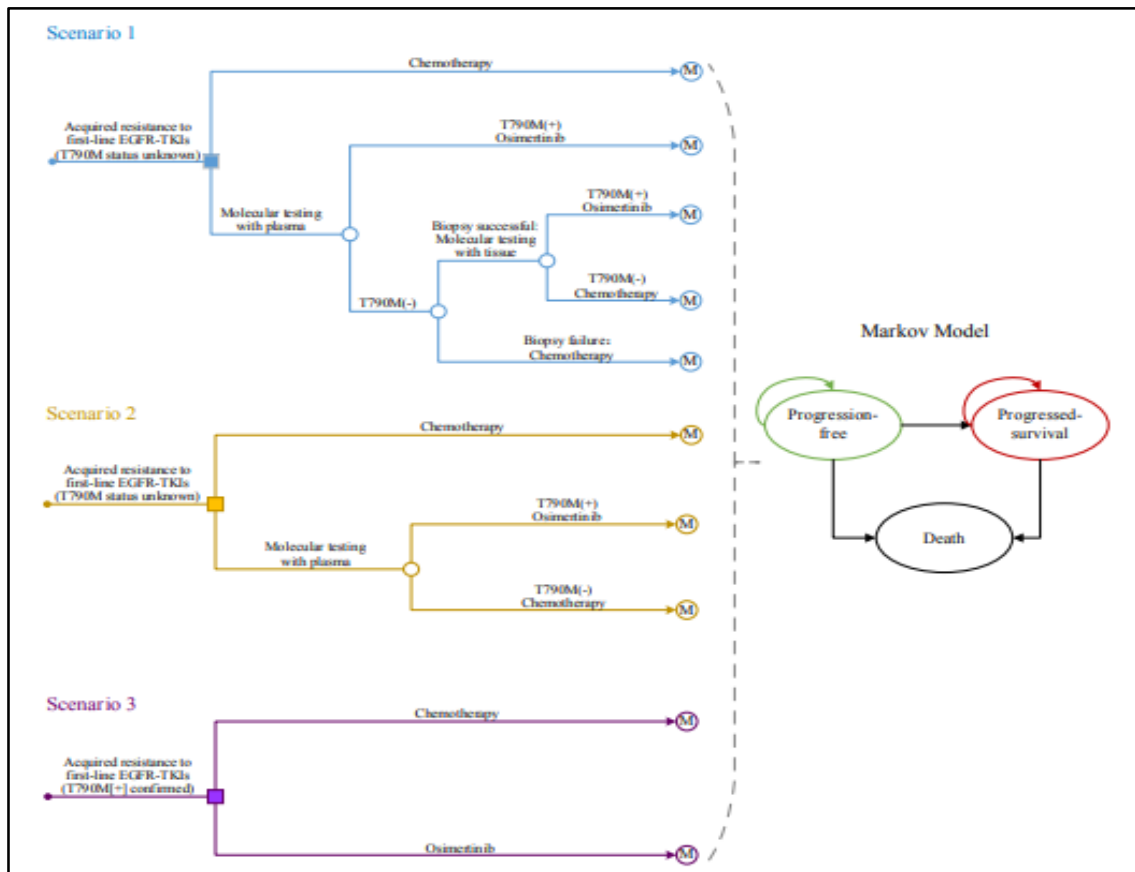 Scenario 1
Chemotherapy
M
Acquired resistance to
first-line EGFR-TKIs
(T790M status unknown)
T790M(+)
Osimertinib
M
Molecular testing
with plasma
T790M(+)
Osimertinib
M
Biopsy successful:
Molecular testing
with tissue
T790M(-)
Chemotherapy
M
T790M(-)
Biopsy failure:
Chemotherapy
M
Scenario 2
Chemotherapy
M
Acquired resistance to
first-line EGFR-TKIs
(T790M status unknown)
T790M(+)
Osimertinib
M
Molecular testing
with plasma
T790M(-)
Chemotherapy
M
Scenario 3
Chemotherapy
M
Acquired resistance to
first-line EGFR-TKIs
(T790M[+] confirmed)
Osimertinib
M
Markov Model
Progression-
free
Progressed-
survival
Death